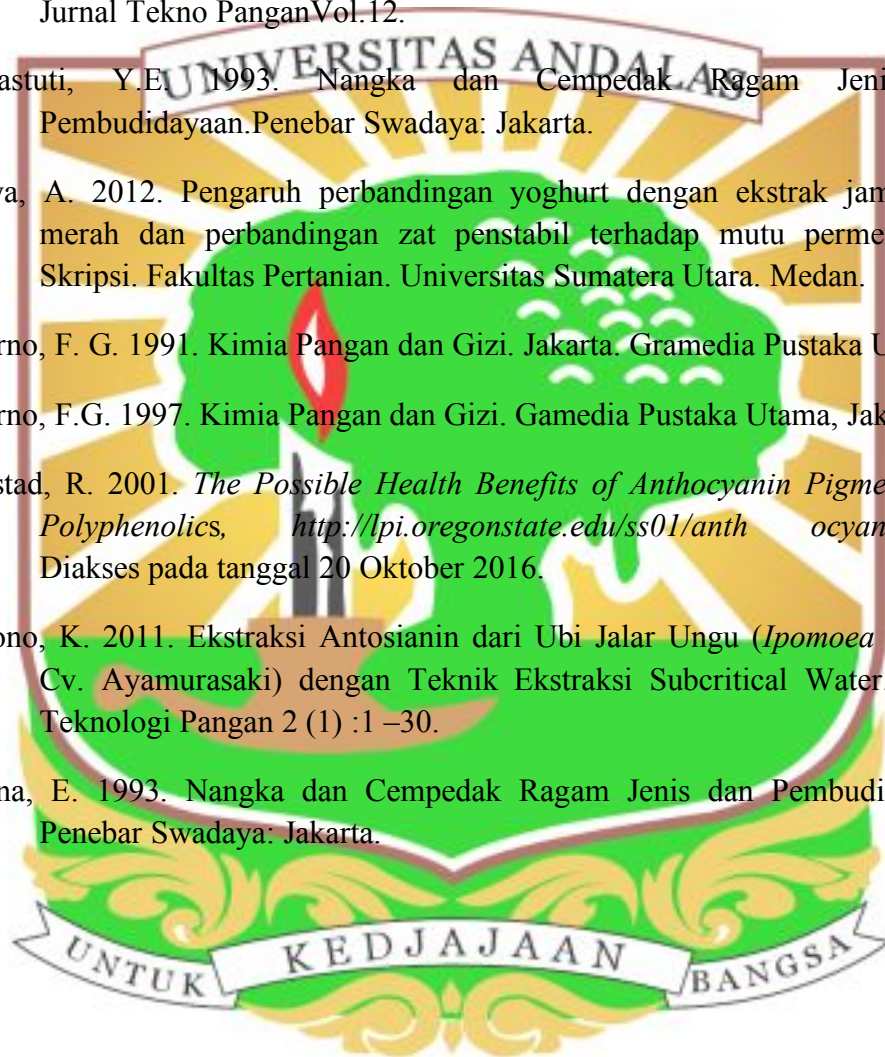 Jurnal Tekno PanganVol.12.
UNIVERSITAS ANDALAS
astuti, Y.E. 1993. Nangka dan Cempedak Ragam Jeni
Pembudidayaan.Penebar Swadaya: Jakarta.
va, A. 2012. Pengaruh perbandingan yoghurt dengan ekstrak jam
merah dan perbandingan zat penstabil terhadap mutu perme
Skripsi. Fakultas Pertanian. Universitas Sumatera Utara. Medan.
rno, F. G. 1991. Kimia Pangan dan Gizi. Jakarta. Gramedia Pustaka U
rno, F.G. 1997. Kimia Pangan dan Gizi. Gamedia Pustaka Utama, Jak
stad, R. 2001. The Possible Health Benefits of Anthocyanin Pigme
Polyphenolics, http://lpi.oregonstate.edu/ss01/anth ocyan
Diakses pada tanggal 20 Oktober 2016.
ono, K. 2011. Ekstraksi Antosianin dari Ubi Jalar Ungu (Ipomoea
Cv. Ayamurasaki) dengan Teknik Ekstraksi Subcritical Water.
Teknologi Pangan 2 (1) :1 –30.
na, E. 1993. Nangka dan Cempedak Ragam Jenis dan Pembudi
Penebar Swadaya: Jakarta.
UNTUK KEDJAJAAN BANGSA